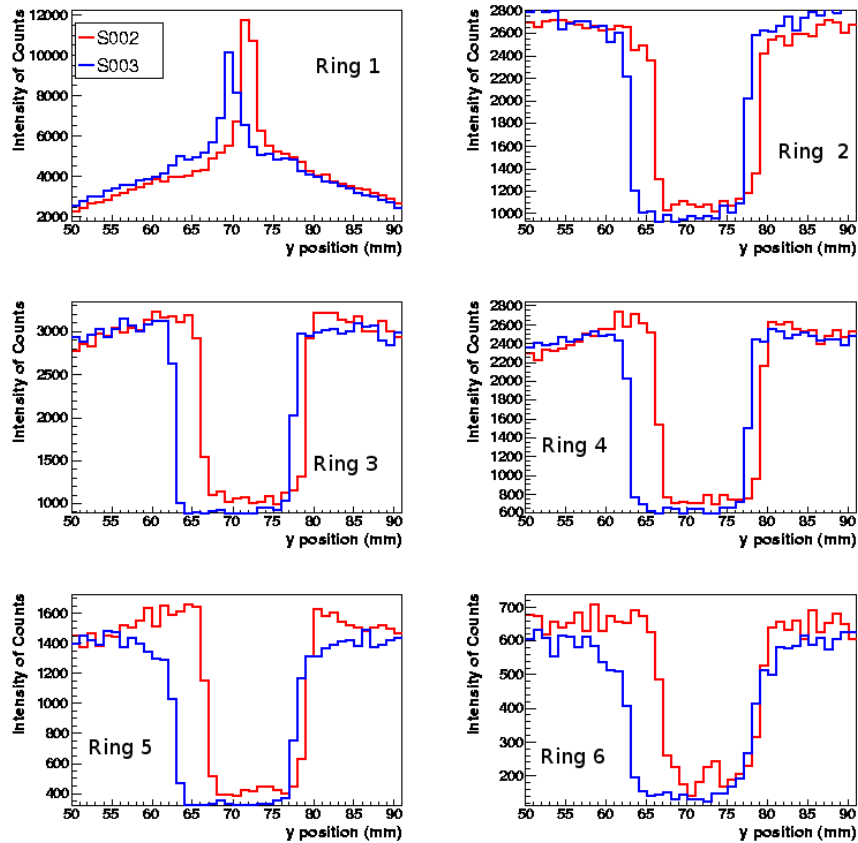 12000
10000
8000
6000
4000
2000
Intensity of Counts
S002
S003
Ring 1
50 55 60 65 70 75 80 85 90
y position (mm)
2800
2600
2400
2200
2000
1800
1600
1400
1200
1000
Intensity of Counts
Ring 2
50 55 60 65 70 75 80 85 90
y position (mm)
3000
2500
2000
1500
1000
Intensity of Counts
Ring 3
50 55 60 65 70 75 80 85 90
y position (mm)
2800
2600
2400
2200
2000
1800
1600
1400
1200
1000
800
600
Intensity of Counts
Ring 4
50 55 60 65 70 75 80 85 90
y position (mm)
1600
1400
1200
1000
800
600
400
Intensity of Counts
Ring 5
50 55 60 65 70 75 80 85 90
y position (mm)
700
600
500
400
300
200
Intensity of Counts
Ring 6
50 55 60 65 70 75 80 85 90
y position (mm)